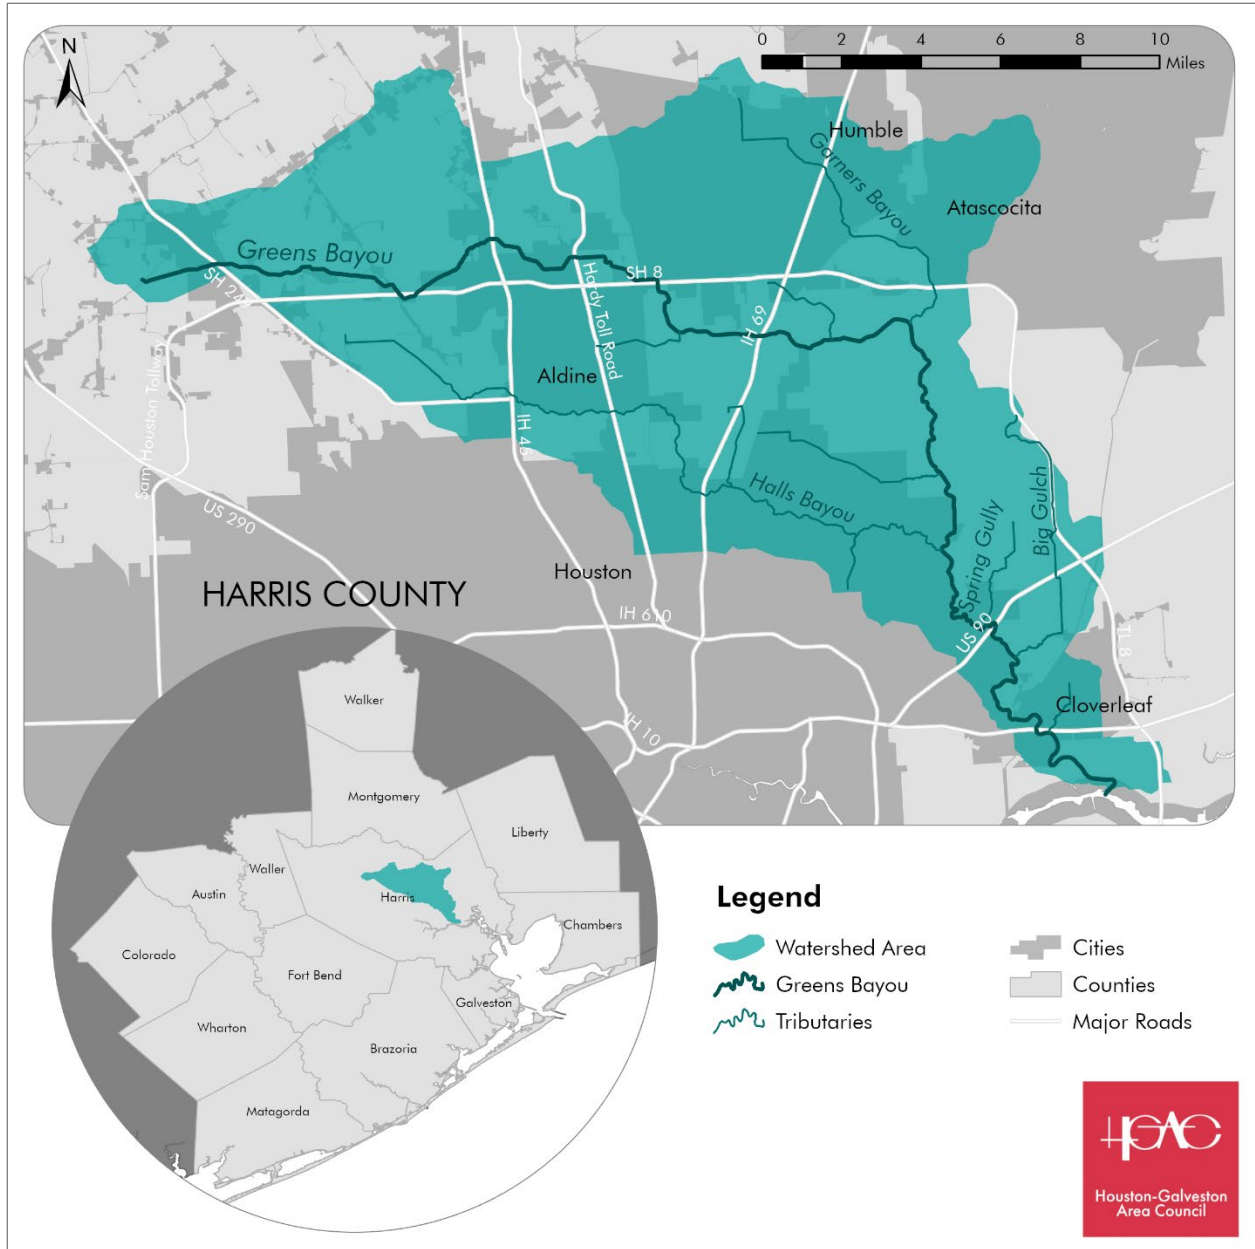 N
0 2 4 6 8 10
Miles
Humble
Garners Bayou
Atascocita
Greens Bayou
SH 249
SH 8
Hardy Toll Road
IH 69
Sam Houston Tollway
Aldine
IH 45
US 290
Halls Bayou
Spring Gully
Big Gulch
Houston
HARRIS COUNTY
IH 610
US 90
TL 8
Cloverleaf
IH 10
Walker
Montgomery
Liberty
Waller
Austin
Harris
Chambers
Colorado
Fort Bend
Galveston
Wharton
Brazoria
Matagorda
Legend
Watershed Area
Greens Bayou
Tributaries
Cities
Counties
Major Roads
HGAC
Houston-Galveston
Area Council